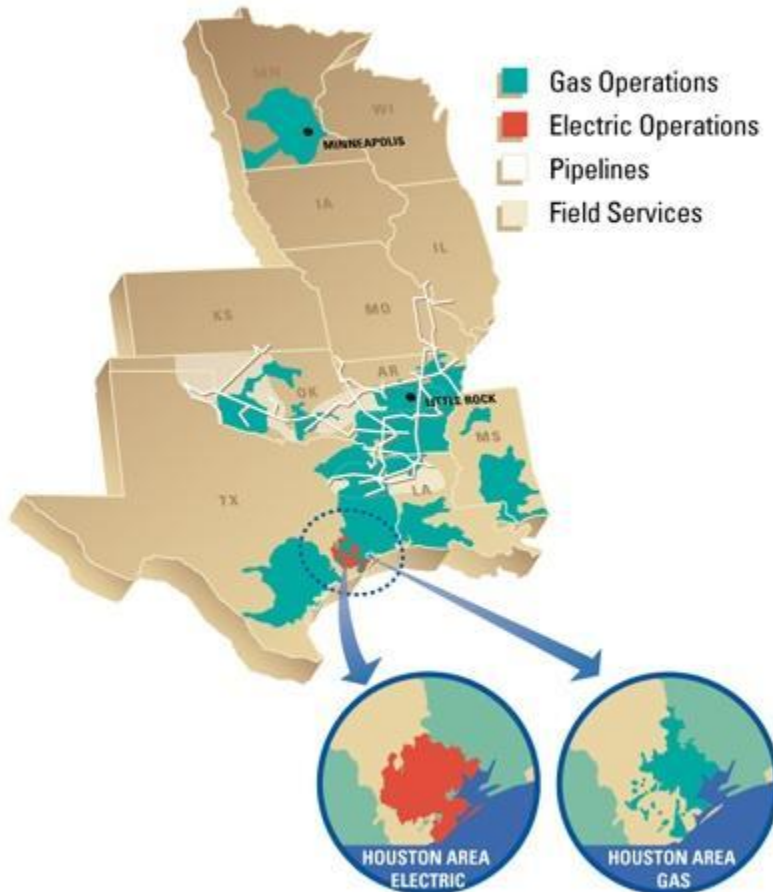 MN
WI
MINNEAPOLIS
IA
IL
KS
MO
OK
AR
LITTLE ROCK
MS
TX
LA
Gas Operations
Electric Operations
Pipelines
Field Services
HOUSTON AREA
ELECTRIC
HOUSTON AREA
GAS